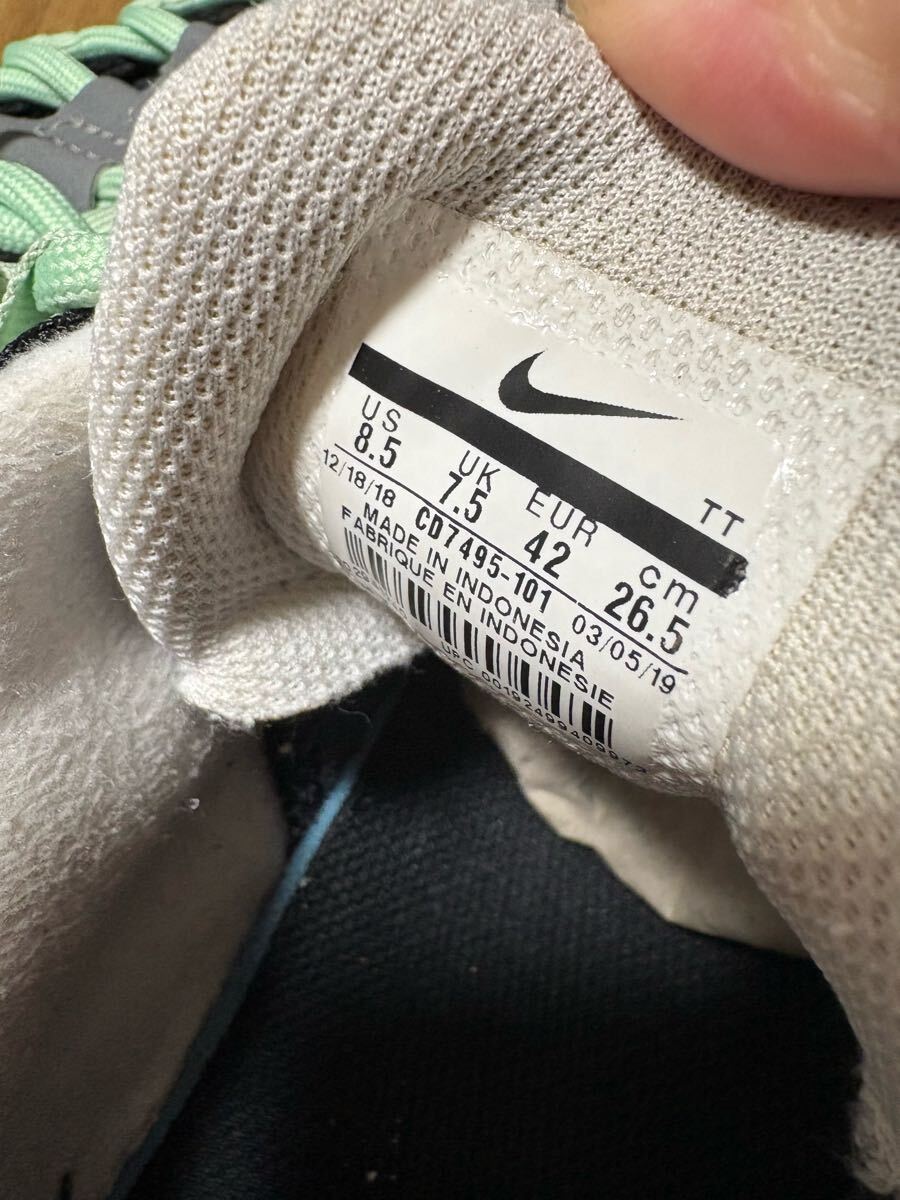 TT
US UK EUR cm
8.5 7.5 42 26.5
12/18/18 CD7495-101 03/05/19
MADE IN INDONESIA
FABRIQUE EN INDONESIE
UPC